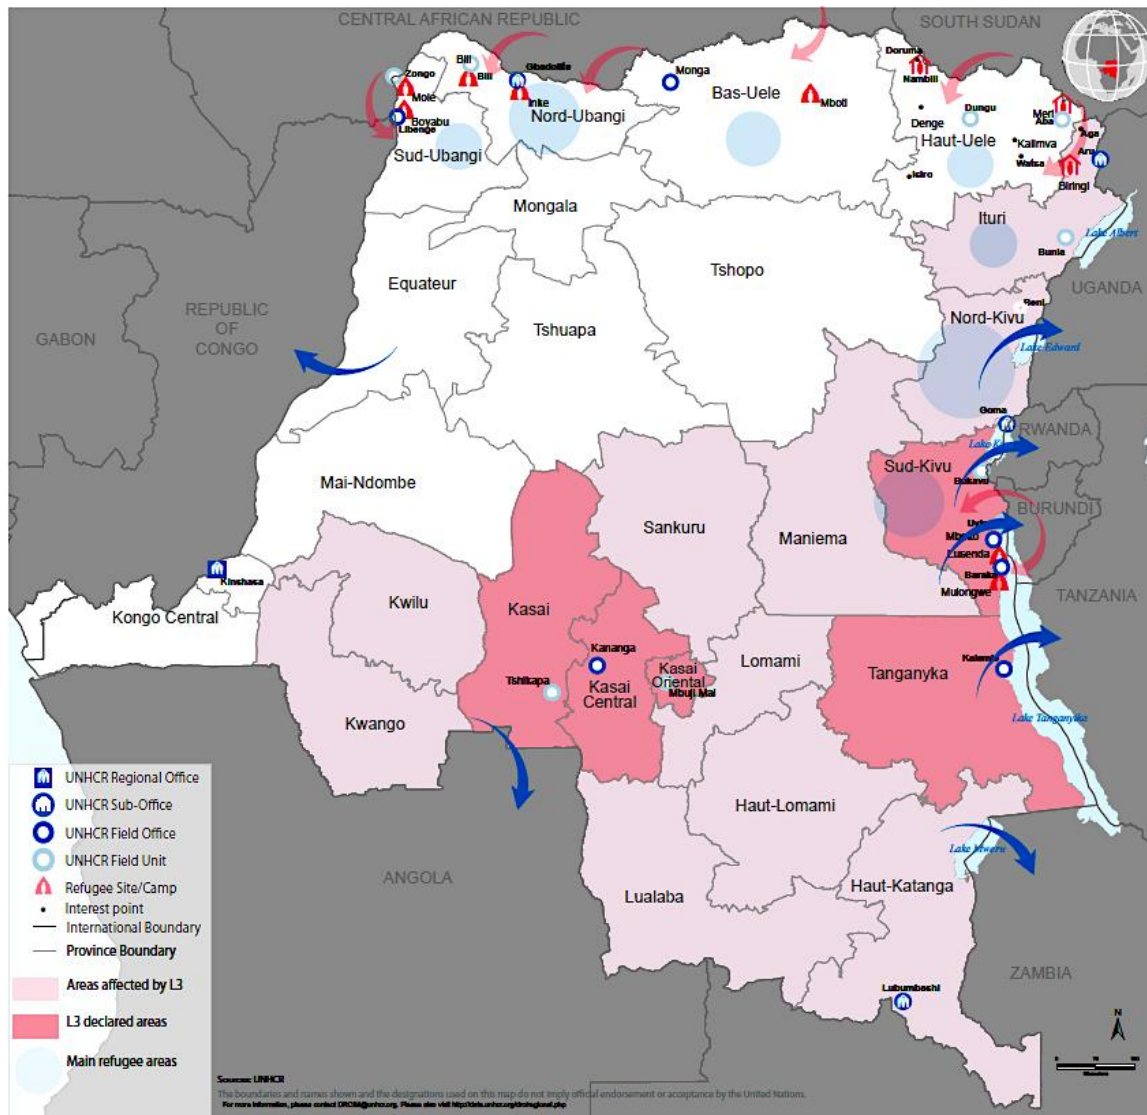 CENTRAL AFRICAN REPUBLIC
SOUTH SUDAN
Zongo
Mole
Boyabu
Libenge
Bili
Bili
Gbadolite
Inke
Nord-Ubangi
Sud-Ubangi
Monga
Bas-Uele
Mboti
Doruma
Nambili
Denge
Dungu
Haut-Uele
Meri
Aba
Aga
Kalimva
Watsa
Isiro
Aru
Biringi
Mongala
Ituri
Lake Albert
Bunia
Equateur
Tshopo
UGANDA
REPUBLIC
OF
CONGO
GABON
Tshuapa
Beni
Nord-Kivu
Lake Edward
Goma
RWANDA
Sud-Kivu
Bukavu
Mai-Ndombe
Sankuru
Maniema
BURUNDI
Lusenda
Baraka
Mulongwe
Kinshasa
Kwilu
Kasai
TANZANIA
Kongo Central
Kananga
Lomami
Tanganyka
Kalemie
Kasai
Oriental
Mbuji Mai
Tshikapa
Kasai
Central
Kwango
Lake Tanganyika
UNHCR Regional Office
UNHCR Sub-Office
UNHCR Field Office
UNHCR Field Unit
Refugee Site/Camp
Interest point
International Boundary
Province Boundary
Areas affected by L3
L3 declared areas
Main refugee areas
Haut-Lomami
Lake Mweru
ANGOLA
Haut-Katanga
Lualaba
ZAMBIA
Lubumbashi
N
Sources: UNHCR
The boundaries and names shown and the designations used on this map do not imply official endorsement or acceptance by the United Nations.